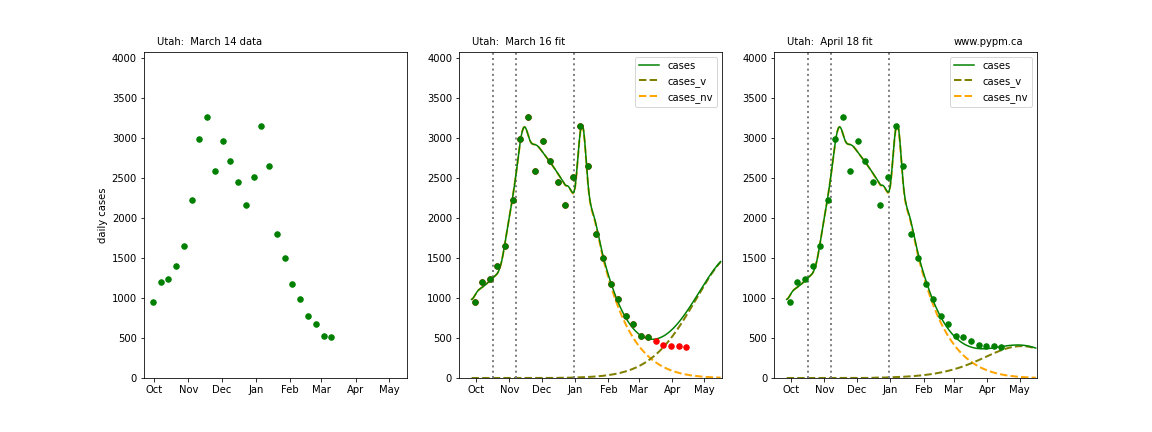 Utah:  March 14 data
Utah:  March 16 fit
Utah:  April 18 fit
www.pypm.ca
daily cases
4000
3500
3000
2500
2000
1500
1000
500
0
Oct Nov Dec Jan Feb Mar Apr May
cases
cases_v
cases_nv
4000
3500
3000
2500
2000
1500
1000
500
0
Oct Nov Dec Jan Feb Mar Apr May
cases
cases_v
cases_nv
4000
3500
3000
2500
2000
1500
1000
500
0
Oct Nov Dec Jan Feb Mar Apr May